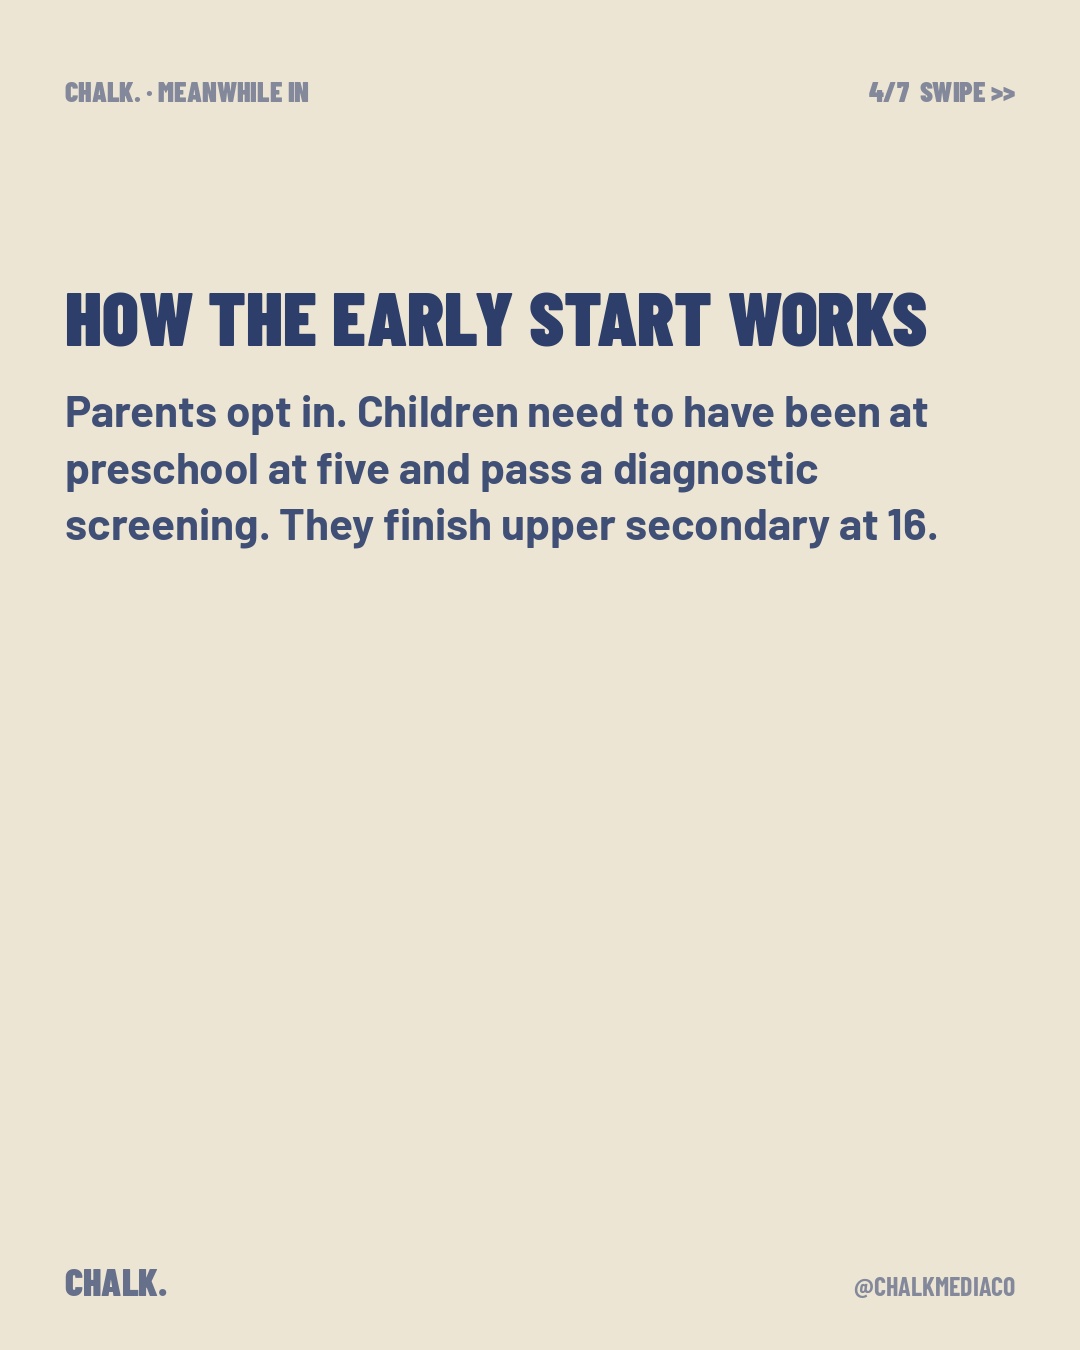 CHALK. · MEANWHILE IN
4/7 SWIPE >>
HOW THE EARLY START WORKS
Parents opt in. Children need to have been at
preschool at five and pass a diagnostic
screening. They finish upper secondary at 16.
CHALK.
@CHALKMEDIACO